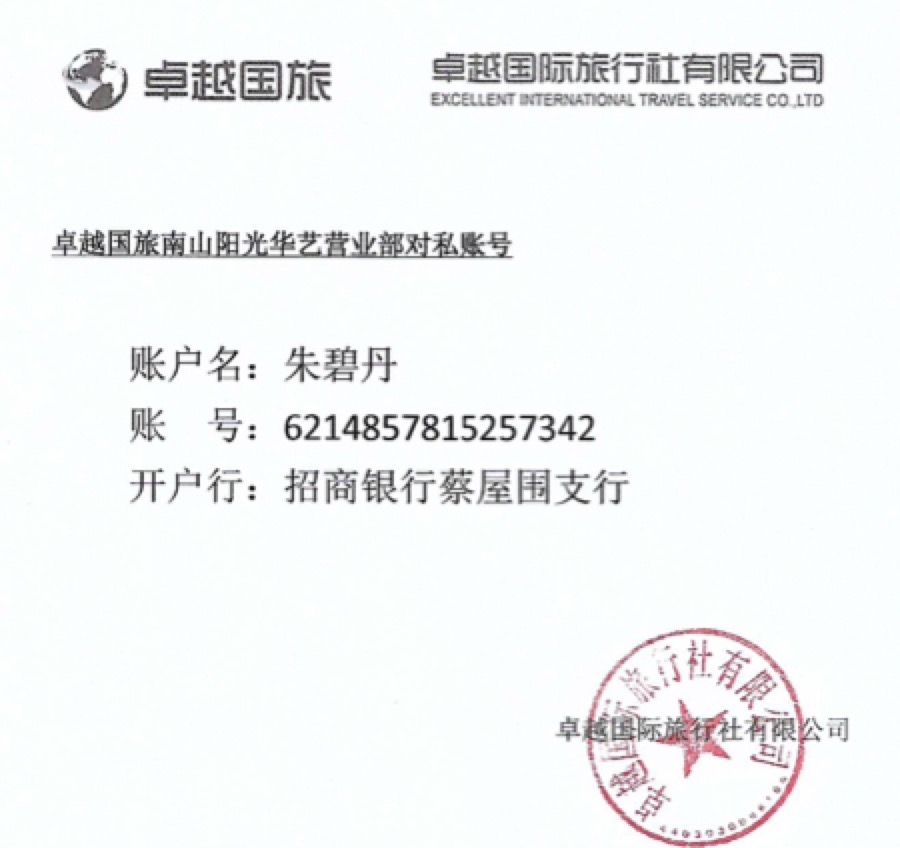 卓越国旅
卓越国际旅行社有限公司
EXCELLENT INTERNATIONAL TRAVEL SERVICE CO.,LTD
卓越国旅南山阳光华艺营业部对私账号
账户名：朱碧丹
账 号：6214857815257342
开户行：招商银行蔡屋围支行
卓越国际旅行社有限公司
卓越国际旅行社有限公司